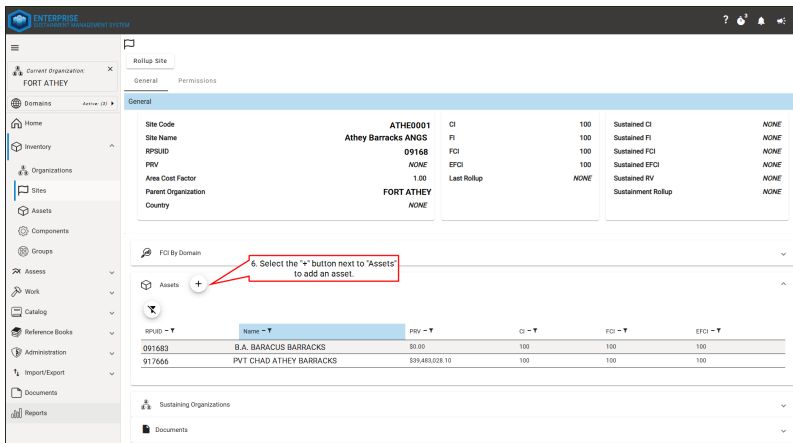 ENTERPRISE
SUSTAINMENT MANAGEMENT SYSTEM
? 3
Current Organization: ×
FORT ATHEY
Domains Active: (3)
Home
Inventory
Organizations
Sites
Assets
Components
Groups
Assess
Work
Catalog
Reference Books
Administration
Import/Export
Documents
Reports
Rollup Site
General Permissions
General
Site Code ATHE0001
Site Name Athey Barracks ANGS
RPSUID 09168
PRV NONE
Area Cost Factor 1.00
Parent Organization FORT ATHEY
Country NONE
CI 100
FI 100
FCI 100
EFCI 100
Last Rollup NONE
Sustained CI NONE
Sustained FI NONE
Sustained FCI NONE
Sustained EFCI NONE
Sustained RV NONE
Sustainment Rollup NONE
FCI By Domain
6. Select the "+" button next to "Assets"
to add an asset.
Assets +
RPUID Name PRV CI FCI EFCI
091683 B.A. BARACUS BARRACKS $0.00 100 100 100
917666 PVT CHAD ATHEY BARRACKS $39,483,028.10 100 100 100
Sustaining Organizations
Documents